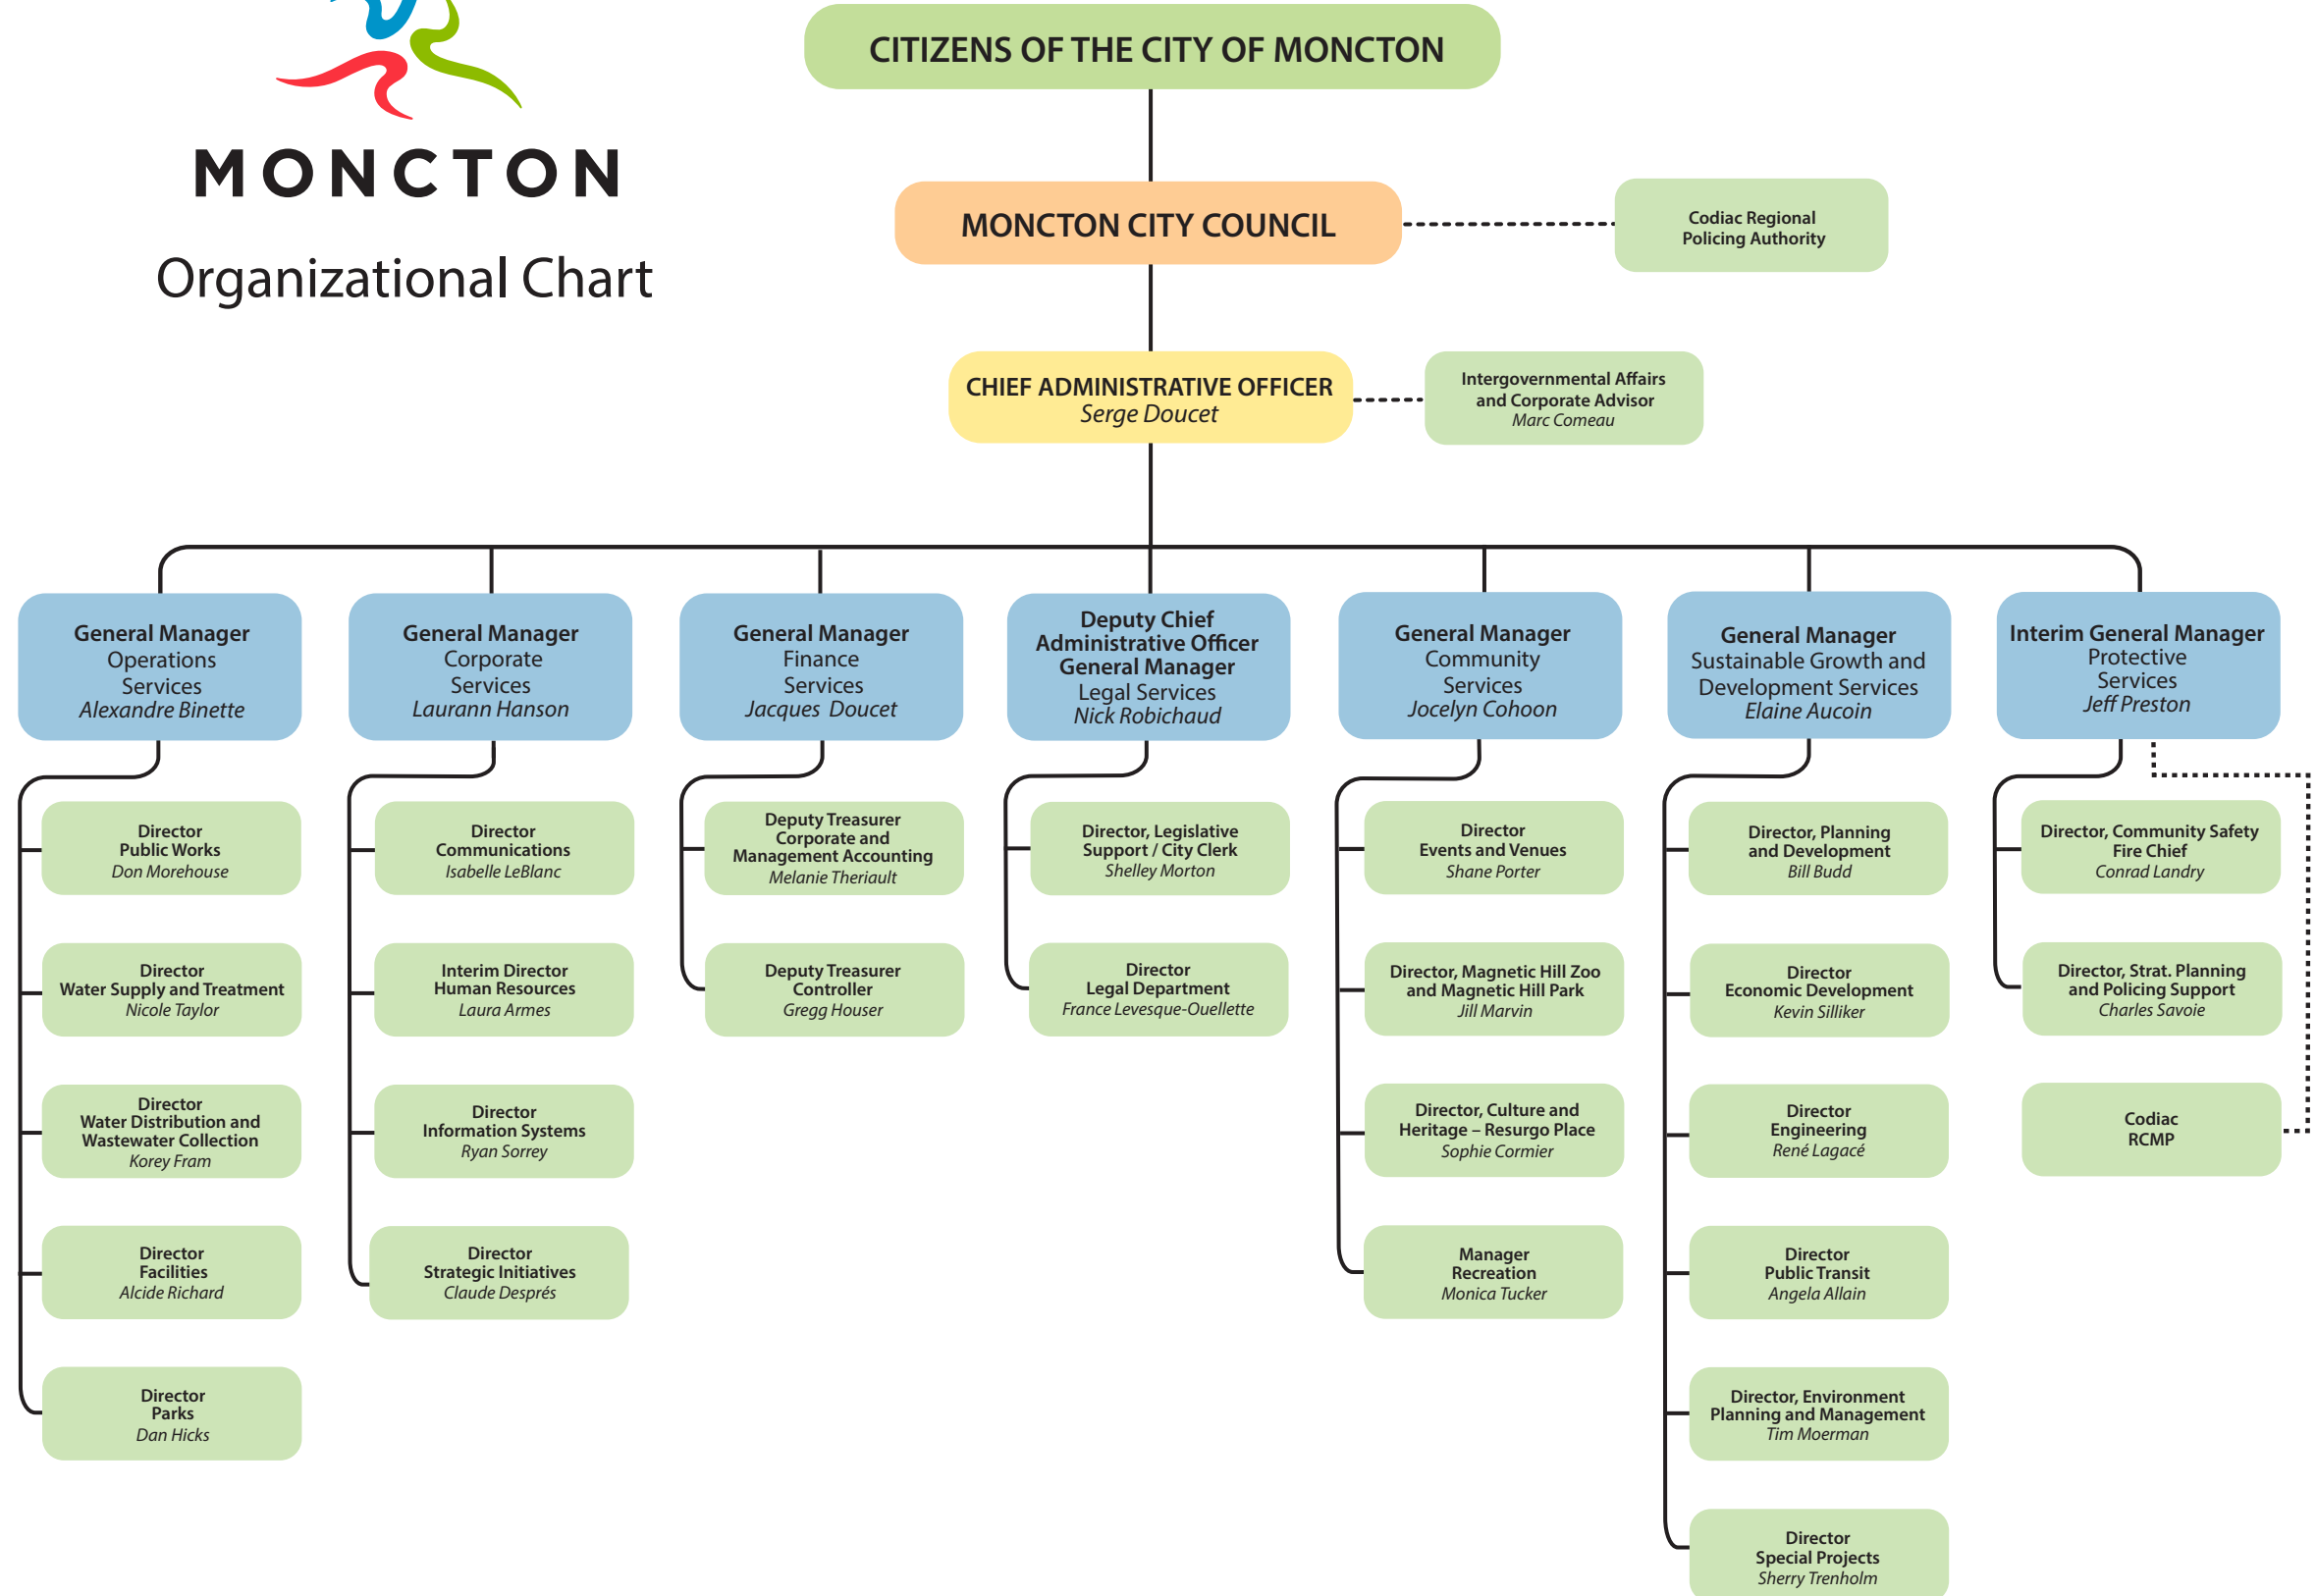 MONCTON
Organizational Chart
CITIZENS OF THE CITY OF MONCTON
MONCTON CITY COUNCIL
Codiac Regional
Policing Authority
CHIEF ADMINISTRATIVE OFFICER
Serge Doucet
Intergovernmental Affairs
and Corporate Advisor
Marc Comeau
General Manager
Operations
Services
Alexandre Binette
Director
Public Works
Don Morehouse
Director
Water Supply and Treatment
Nicole Taylor
Director
Water Distribution and
Wastewater Collection
Korey Fram
Director
Facilities
Alcide Richard
Director
Parks
Dan Hicks
General Manager
Corporate
Services
Laurann Hanson
Director
Communications
Isabelle LeBlanc
Interim Director
Human Resources
Laura Armes
Director
Information Systems
Ryan Sorrey
Director
Strategic Initiatives
Claude Després
General Manager
Finance
Services
Jacques Doucet
Deputy Treasurer
Corporate and
Management Accounting
Melanie Theriault
Deputy Treasurer
Controller
Gregg Houser
Deputy Chief
Administrative Officer
General Manager
Legal Services
Nick Robichaud
Director, Legislative
Support / City Clerk
Shelley Morton
Director
Legal Department
France Levesque-Ouellette
General Manager
Community
Services
Jocelyn Cohoon
Director
Events and Venues
Shane Porter
Director, Magnetic Hill Zoo
and Magnetic Hill Park
Jill Marvin
Director, Culture and
Heritage – Resurgo Place
Sophie Cormier
Manager
Recreation
Monica Tucker
General Manager
Sustainable Growth and
Development Services
Elaine Aucoin
Director, Planning
and Development
Bill Budd
Director
Economic Development
Kevin Silliker
Director
Engineering
René Lagacé
Director
Public Transit
Angela Allain
Director, Environment
Planning and Management
Tim Moerman
Director
Special Projects
Sherry Trenholm
Interim General Manager
Protective
Services
Jeff Preston
Director, Community Safety
Fire Chief
Conrad Landry
Director, Strat. Planning
and Policing Support
Charles Savoie
Codiac
RCMP